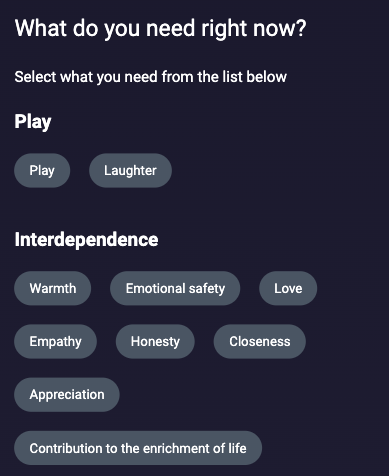 What do you need right now?
Select what you need from the list below
Play
Play Laughter
Interdependence
Warmth Emotional safety Love
Empathy Honesty Closeness
Appreciation
Contribution to the enrichment of life